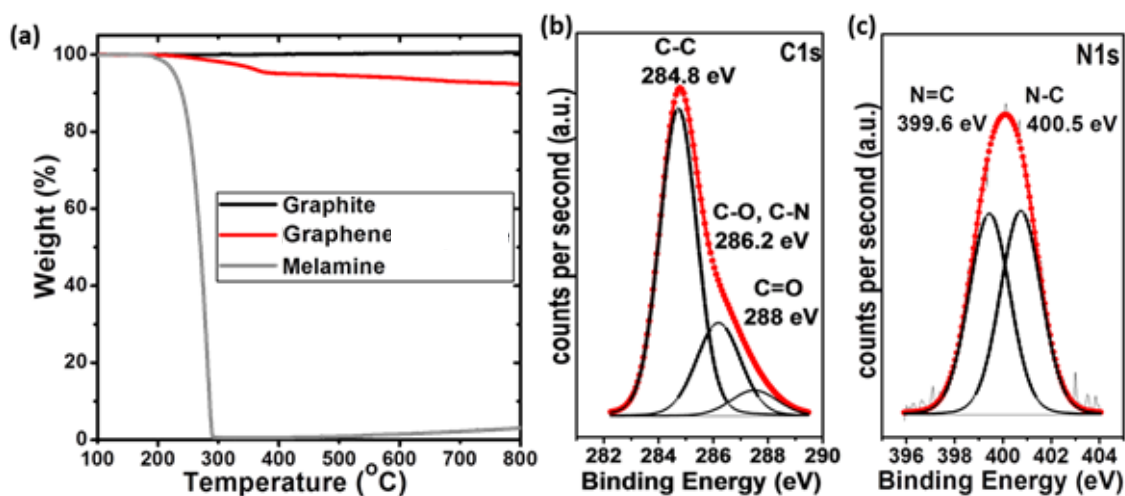 (a)
100
80
60
40
20
0
Weight (%)
Graphite
Graphene
Melamine
100 200 300 400 500 600 700 800
Temperature (°C)
(b)
C1s
C-C
284.8 eV
C-O, C-N
286.2 eV
C=O
288 eV
counts per second (a.u.)
282 284 286 288 290
Binding Energy (eV)
(c)
N1s
N=C
399.6 eV
N-C
400.5 eV
counts per second (a.u.)
396 398 400 402 404
Binding Energy (eV)